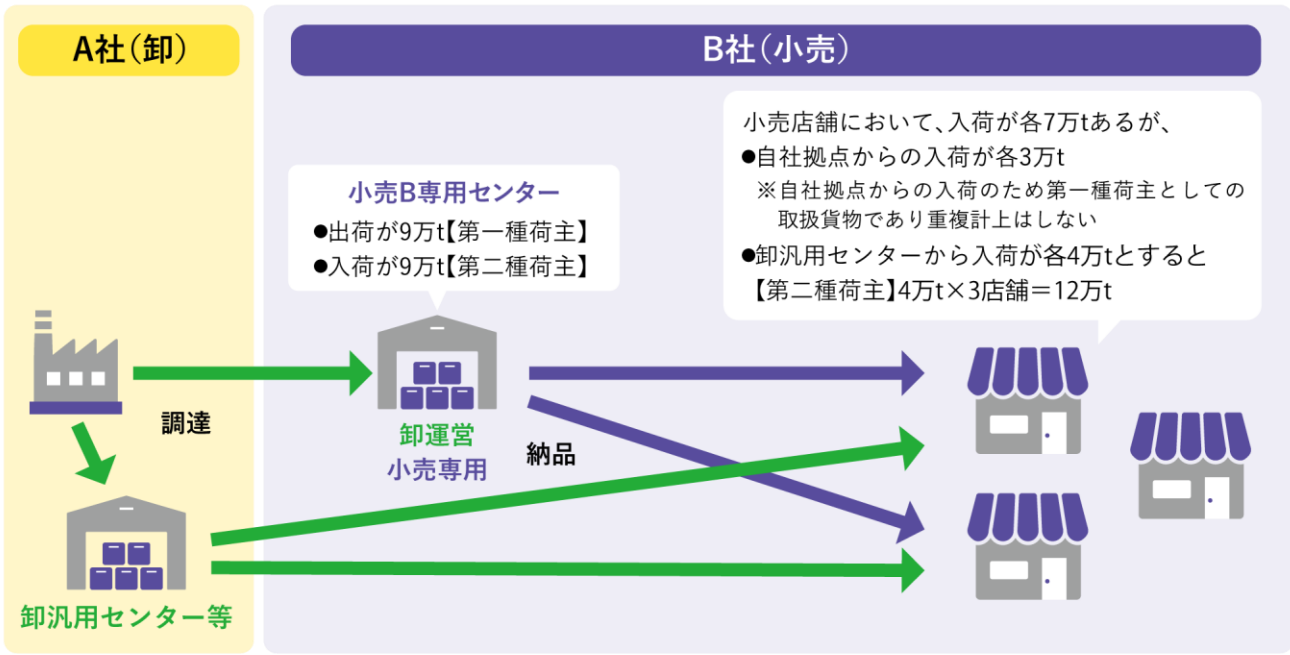 A社(卸)
B社(小売)
小売店舗において、入荷が各7万tあるが、
●自社拠点からの入荷が各3万t
※自社拠点からの入荷のため第一種荷主としての
取扱貨物であり重複計上はしない
●卸汎用センターから入荷が各4万tとすると
【第二種荷主】4万t×3店舗＝12万t
小売B専用センター
●出荷が9万t【第一種荷主】
●入荷が9万t【第二種荷主】
調達
卸運営
小売専用
納品
卸汎用センター等